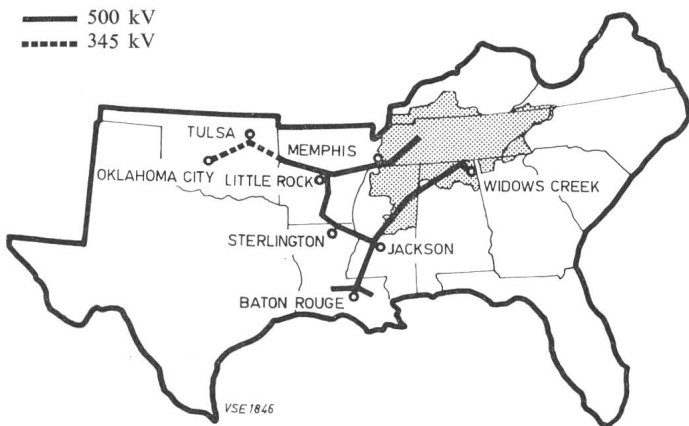 500 kV
345 kV
TULSA
MEMPHIS
OKLAHOMA CITY
LITTLE ROCK
WIDOWS CREEK
STERLINGTON
JACKSON
BATON ROUGE
VSE 1846